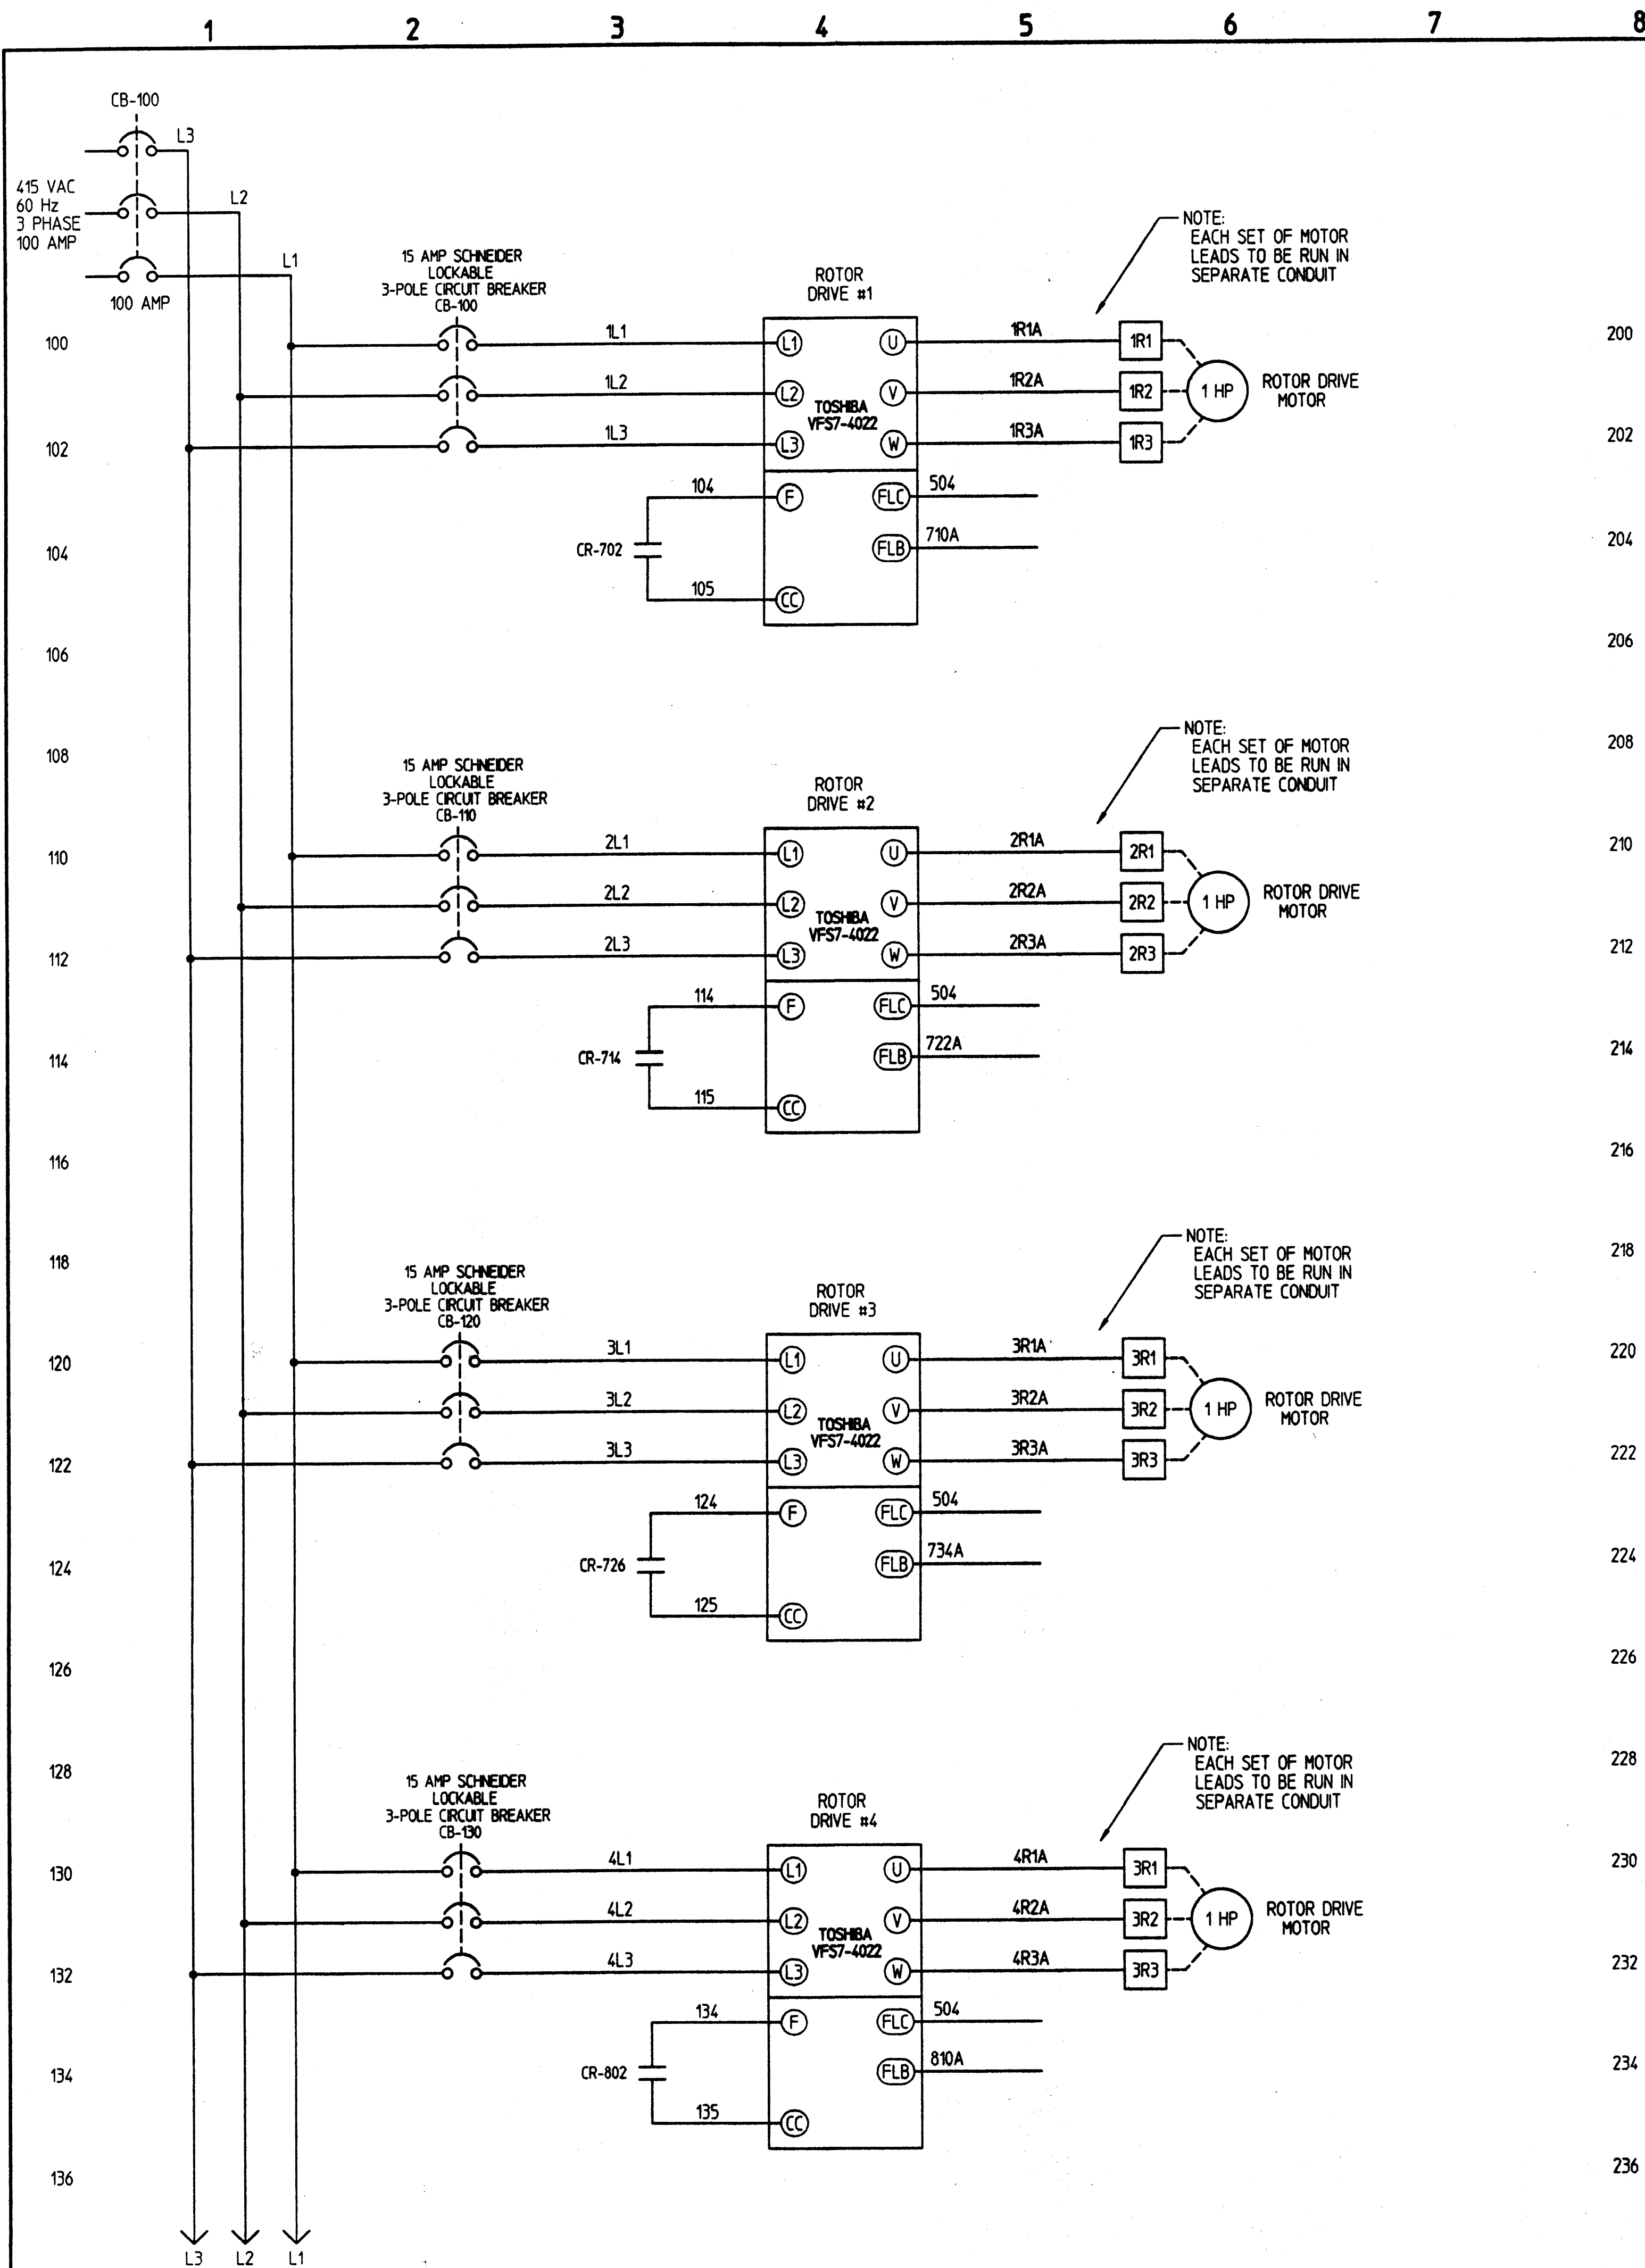 1 2 3 4 5 6 7 8
CB-100
L3
L2
L1
415 VAC
60 Hz
3 PHASE
100 AMP
100 AMP
15 AMP SCHNEIDER
LOCKABLE
3-POLE CIRCUIT BREAKER
CB-100
ROTOR
DRIVE #1
NOTE:
EACH SET OF MOTOR
LEADS TO BE RUN IN
SEPARATE CONDUIT
100 1L1 L1 U 1R1A 1R1 200
1L2 L2 V 1R2A 1R2 1 HP
ROTOR DRIVE
MOTOR
TOSHIBA
VFS7-4022
102 1L3 L3 W 1R3A 1R3 202
104 F FLC 504
104 CR-702 FLB 710A 204
105 CC
106 206
108 208
15 AMP SCHNEIDER
LOCKABLE
3-POLE CIRCUIT BREAKER
CB-110
ROTOR
DRIVE #2
NOTE:
EACH SET OF MOTOR
LEADS TO BE RUN IN
SEPARATE CONDUIT
110 2L1 L1 U 2R1A 2R1 210
2L2 L2 V 2R2A 2R2 1 HP
ROTOR DRIVE
MOTOR
TOSHIBA
VFS7-4022
112 2L3 L3 W 2R3A 2R3 212
114 F FLC 504
114 CR-714 FLB 722A 214
115 CC
116 216
118 218
15 AMP SCHNEIDER
LOCKABLE
3-POLE CIRCUIT BREAKER
CB-120
ROTOR
DRIVE #3
NOTE:
EACH SET OF MOTOR
LEADS TO BE RUN IN
SEPARATE CONDUIT
120 3L1 L1 U 3R1A 3R1 220
3L2 L2 V 3R2A 3R2 1 HP
ROTOR DRIVE
MOTOR
TOSHIBA
VFS7-4022
122 3L3 L3 W 3R3A 3R3 222
124 F FLC 504
124 CR-726 FLB 734A 224
125 CC
126 226
128 228
15 AMP SCHNEIDER
LOCKABLE
3-POLE CIRCUIT BREAKER
CB-130
ROTOR
DRIVE #4
NOTE:
EACH SET OF MOTOR
LEADS TO BE RUN IN
SEPARATE CONDUIT
130 4L1 L1 U 4R1A 3R1 230
4L2 L2 V 4R2A 3R2 1 HP
ROTOR DRIVE
MOTOR
TOSHIBA
VFS7-4022
132 4L3 L3 W 4R3A 3R3 232
134 F FLC 504
134 CR-802 FLB 810A 234
135 CC
136 236
L3 L2 L1